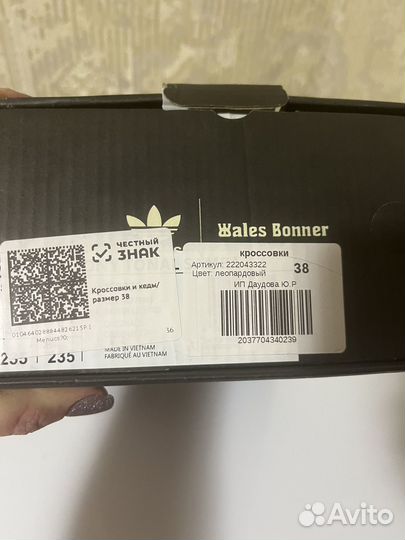 Wales Bonner
ЧЕСТНЫЙ
ЗНАК
Кроссовки и кеды/
размер 38
36
кроссовки
Артикул: 222043322
Цвет: леопардовый
38
ИП Даудова Ю.Р
2037704340239
235 235
MADE IN VIETNAM
FABRIQUÉ AU VIETNAM
Avito